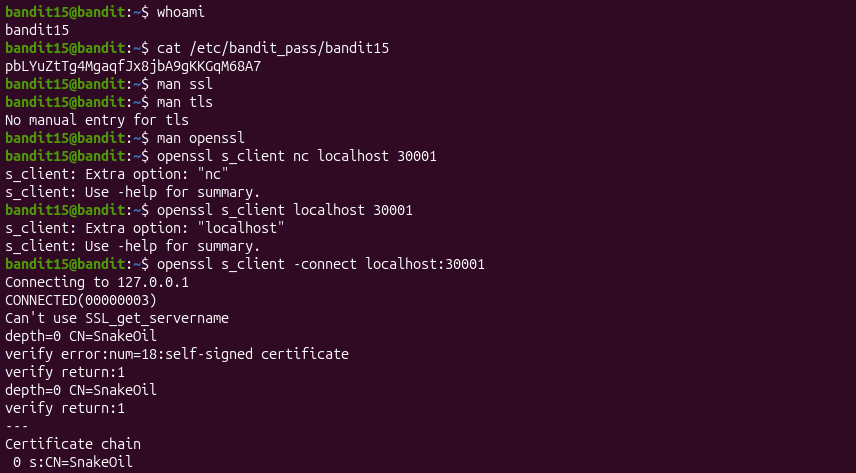 bandit15@bandit:~$ whoami
bandit15
bandit15@bandit:~$ cat /etc/bandit_pass/bandit15
pbLYuZtTg4MgaqfJx8jbA9gKKGqM68A7
bandit15@bandit:~$ man ssl
bandit15@bandit:~$ man tls
No manual entry for tls
bandit15@bandit:~$ man openssl
bandit15@bandit:~$ openssl s_client nc localhost 30001
s_client: Extra option: "nc"
s_client: Use -help for summary.
bandit15@bandit:~$ openssl s_client localhost 30001
s_client: Extra option: "localhost"
s_client: Use -help for summary.
bandit15@bandit:~$ openssl s_client -connect localhost:30001
Connecting to 127.0.0.1
CONNECTED(00000003)
Can't use SSL_get_servername
depth=0 CN=SnakeOil
verify error:num=18:self-signed certificate
verify return:1
depth=0 CN=SnakeOil
verify return:1
---
Certificate chain
 0 s:CN=SnakeOil